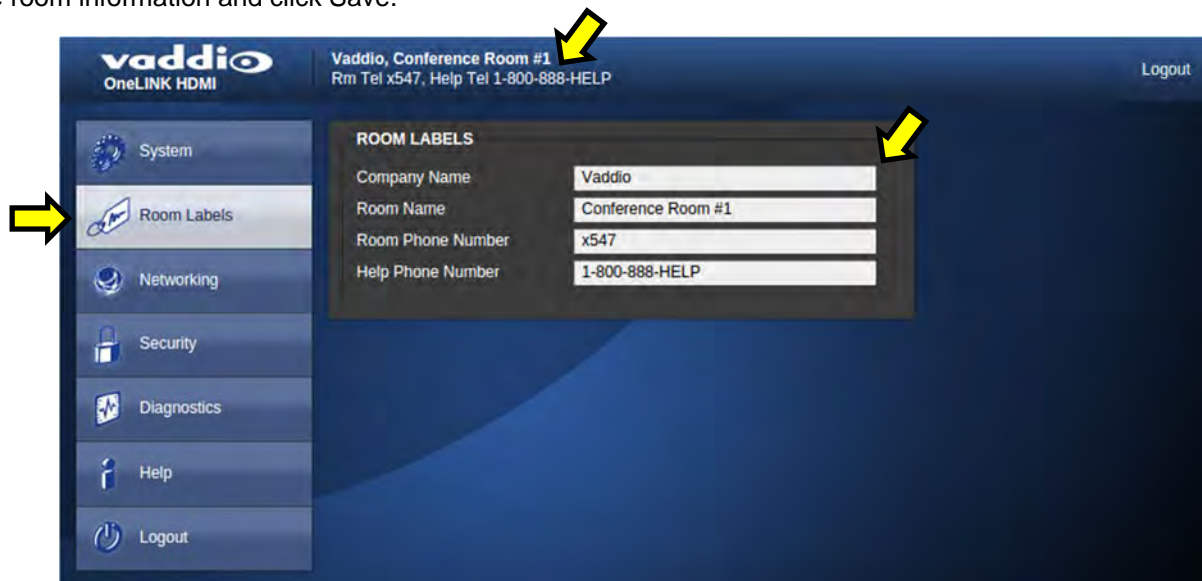 room information and click Save.
vaddio
OneLINK HDMI
Vaddio, Conference Room #1
Rm Tel x547, Help Tel 1-800-888-HELP
Logout
System
Room Labels
Networking
Security
Diagnostics
Help
Logout
ROOM LABELS
Company Name Vaddio
Room Name Conference Room #1
Room Phone Number x547
Help Phone Number 1-800-888-HELP